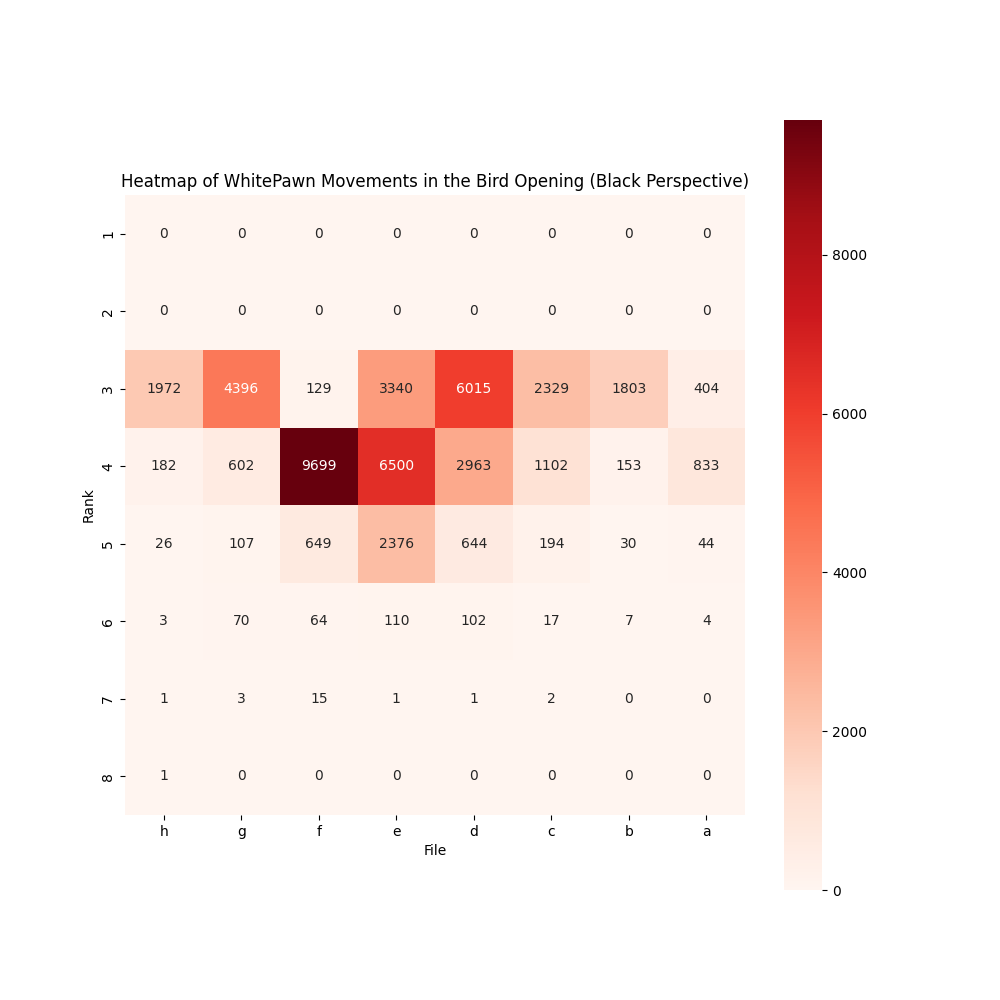 Heatmap of WhitePawn Movements in the Bird Opening (Black Perspective)
1 0 0 0 0 0 0 0 0
2 0 0 0 0 0 0 0 0
3 1972 4396 129 3340 6015 2329 1803 404
4 182 602 9699 6500 2963 1102 153 833
5 26 107 649 2376 644 194 30 44
6 3 70 64 110 102 17 7 4
7 1 3 15 1 1 2 0 0
8 1 0 0 0 0 0 0 0
h g f e d c b a
File
Rank
8000
6000
4000
2000
0